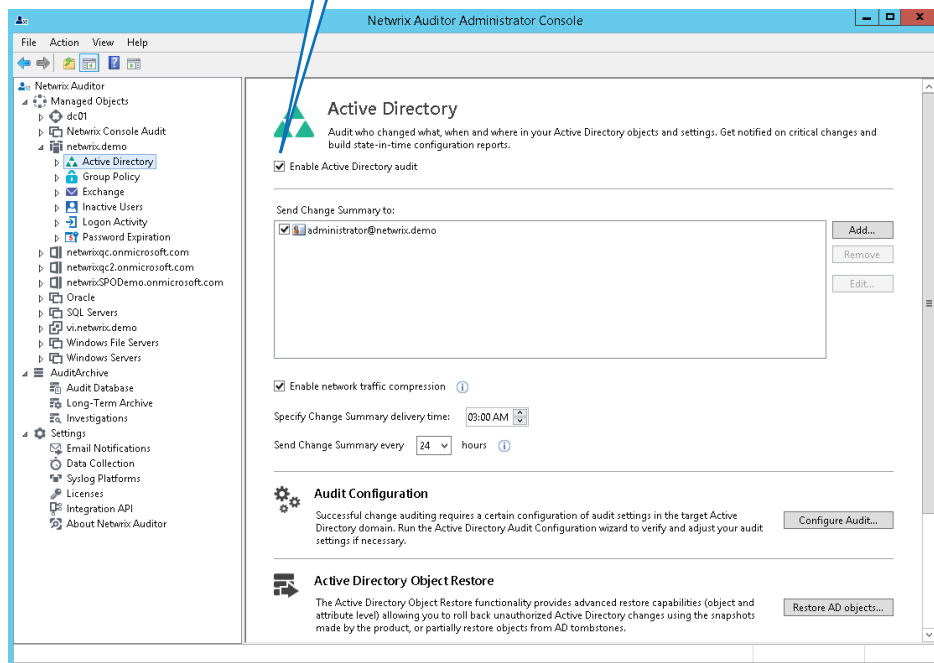 Netwrix Auditor Administrator Console
File Action View Help
Netwrix Auditor
Managed Objects
dc01
Netwrix Console Audit
netwrix.demo
Active Directory
Group Policy
Exchange
Inactive Users
Logon Activity
Password Expiration
netwrixqc.onmicrosoft.com
netwrixqc2.onmicrosoft.com
netwrixSPODemo.onmicrosoft.com
Oracle
SQL Servers
vi.netwrix.demo
Windows File Servers
Windows Servers
AuditArchive
Audit Database
Long-Term Archive
Investigations
Settings
Email Notifications
Data Collection
Syslog Platforms
Licenses
Integration API
About Netwrix Auditor
Active Directory
Audit who changed what, when and where in your Active Directory objects and settings. Get notified on critical changes and
build state-in-time configuration reports.
Enable Active Directory audit
Send Change Summary to:
administrator@netwrix.demo
Add...
Remove
Edit...
Enable network traffic compression
Specify Change Summary delivery time: 03:00 AM
Send Change Summary every 24 hours
Audit Configuration
Successful change auditing requires a certain configuration of audit settings in the target Active
Directory domain. Run the Active Directory Audit Configuration wizard to verify and adjust your audit
settings if necessary.
Configure Audit...
Active Directory Object Restore
The Active Directory Object Restore functionality provides advanced restore capabilities (object and
attribute level) allowing you to roll back unauthorized Active Directory changes using the snapshots
made by the product, or partially restore objects from AD tombstones.
Restore AD objects...